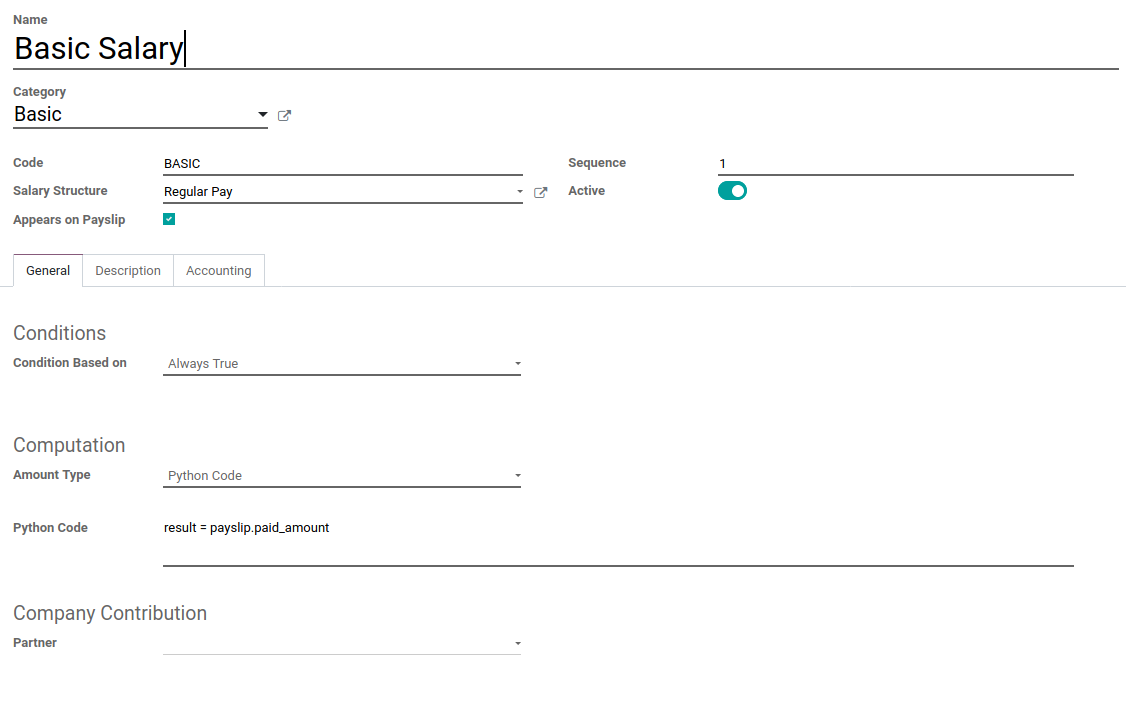 Name
Basic Salary
Category
Basic
Code BASIC Sequence 1
Salary Structure Regular Pay Active
Appears on Payslip
General Description Accounting
Conditions
Condition Based on Always True
Computation
Amount Type Python Code
Python Code result = payslip.paid_amount
Company Contribution
Partner